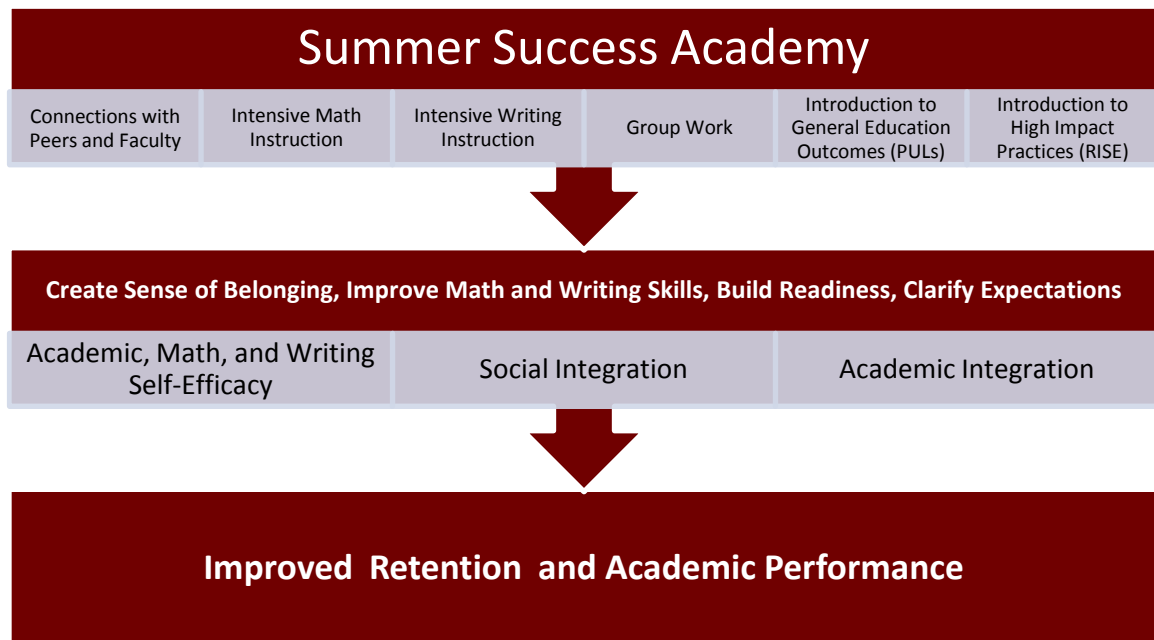 Summer Success Academy
Connections with
Peers and Faculty
Intensive Math
Instruction
Intensive Writing
Instruction
Group Work
Introduction to
General Education
Outcomes (PULs)
Introduction to
High Impact
Practices (RISE)
Create Sense of Belonging, Improve Math and Writing Skills, Build Readiness, Clarify Expectations
Academic, Math, and Writing
Self-Efficacy
Social Integration
Academic Integration
Improved Retention and Academic Performance